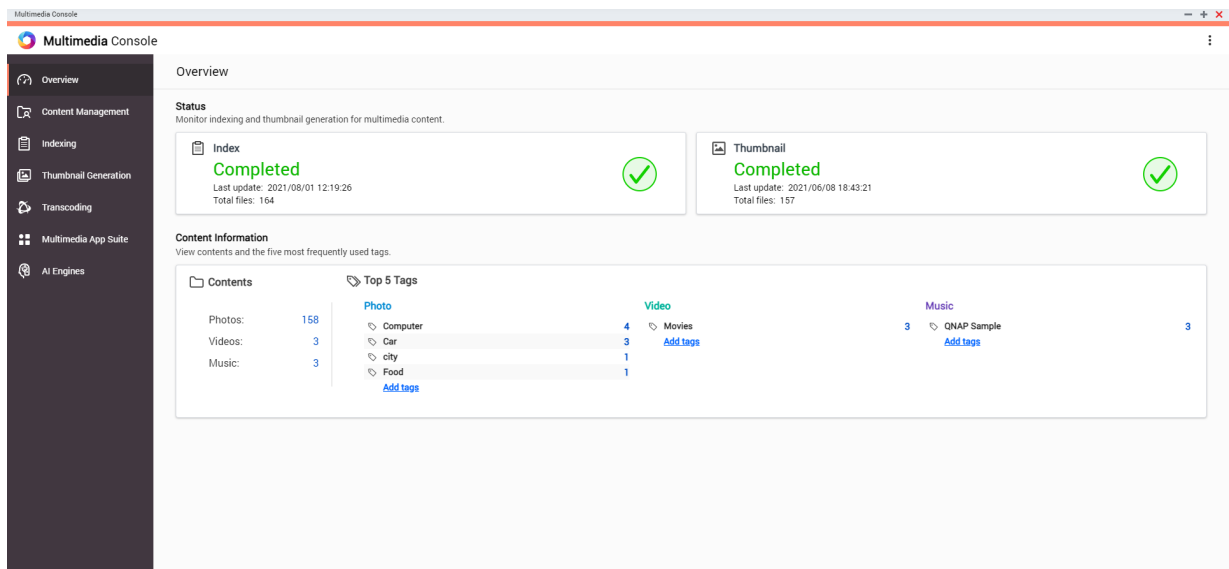 Multimedia Console
Multimedia Console
Overview
Content Management
Indexing
Thumbnail Generation
Transcoding
Multimedia App Suite
AI Engines
Overview
Status
Monitor indexing and thumbnail generation for multimedia content.
Index
Completed
Last update: 2021/08/01 12:19:26
Total files: 164
Thumbnail
Completed
Last update: 2021/06/08 18:43:21
Total files: 157
Content Information
View contents and the five most frequently used tags.
Contents
Photos: 158
Videos: 3
Music: 3
Top 5 Tags
Photo
Computer 4
Car 3
city 1
Food 1
Add tags
Video
Movies 3
Add tags
Music
QNAP Sample 3
Add tags